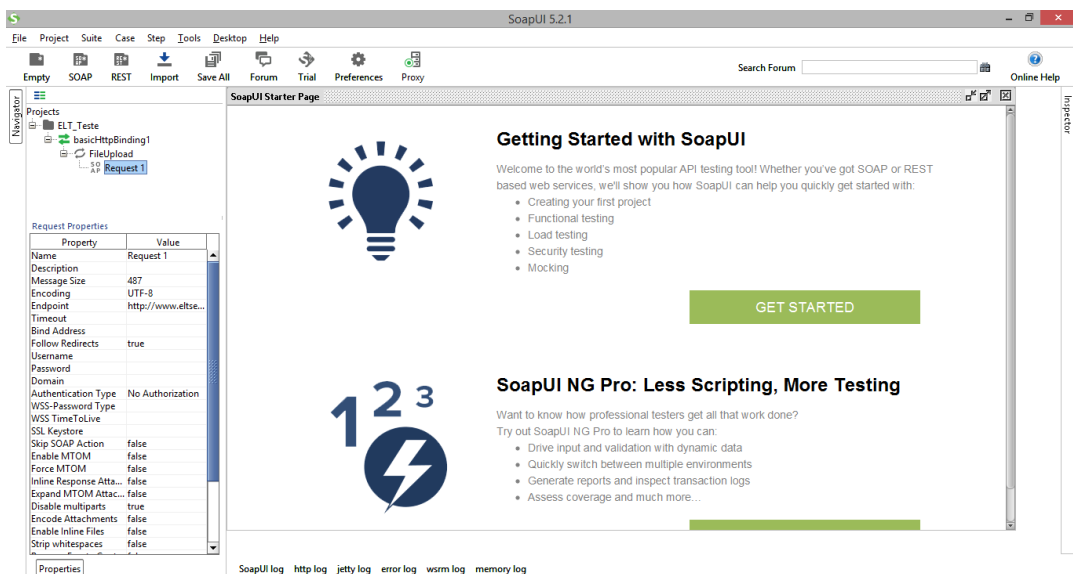 SoapUI 5.2.1
File Project Suite Case Step Tools Desktop Help
Empty SOAP REST Import Save All Forum Trial Preferences Proxy
Search Forum
Online Help
Navigator
Projects
ELT_Teste
basicHttpBinding1
FileUpload
SO AP Request 1
Request Properties
Property Value
Name Request 1
Description
Message Size 487
Encoding UTF-8
Endpoint http://www.eltse...
Timeout
Bind Address
Follow Redirects true
Username
Password
Domain
Authentication Type No Authorization
WSS-Password Type
WSS TimeToLive
SSL Keystore
Skip SOAP Action false
Enable MTOM false
Force MTOM false
Inline Response Atta... false
Expand MTOM Attac... false
Disable multiparts true
Encode Attachments false
Enable Inline Files false
Strip whitespaces false
Properties
SoapUI Starter Page
Getting Started with SoapUI
Welcome to the world's most popular API testing tool! Whether you've got SOAP or REST
based web services, we'll show you how SoapUI can help you quickly get started with:
• Creating your first project
• Functional testing
• Load testing
• Security testing
• Mocking
GET STARTED
1 2 3
SoapUI NG Pro: Less Scripting, More Testing
Want to know how professional testers get all that work done?
Try out SoapUI NG Pro to learn how you can:
• Drive input and validation with dynamic data
• Quickly switch between multiple environments
• Generate reports and inspect transaction logs
• Assess coverage and much more...
Inspector
SoapUI log http log jetty log error log wsrm log memory log